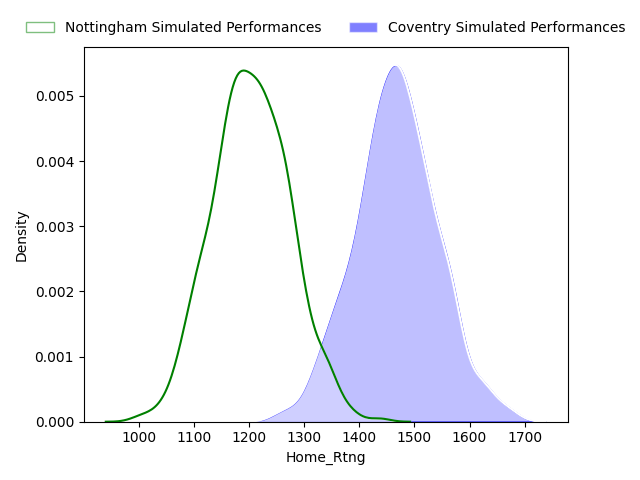 Nottingham Simulated Performances Coventry Simulated Performances
0.005
0.004
0.003
0.002
0.001
0.000
Density
1000 1100 1200 1300 1400 1500 1600 1700
Home_Rtng